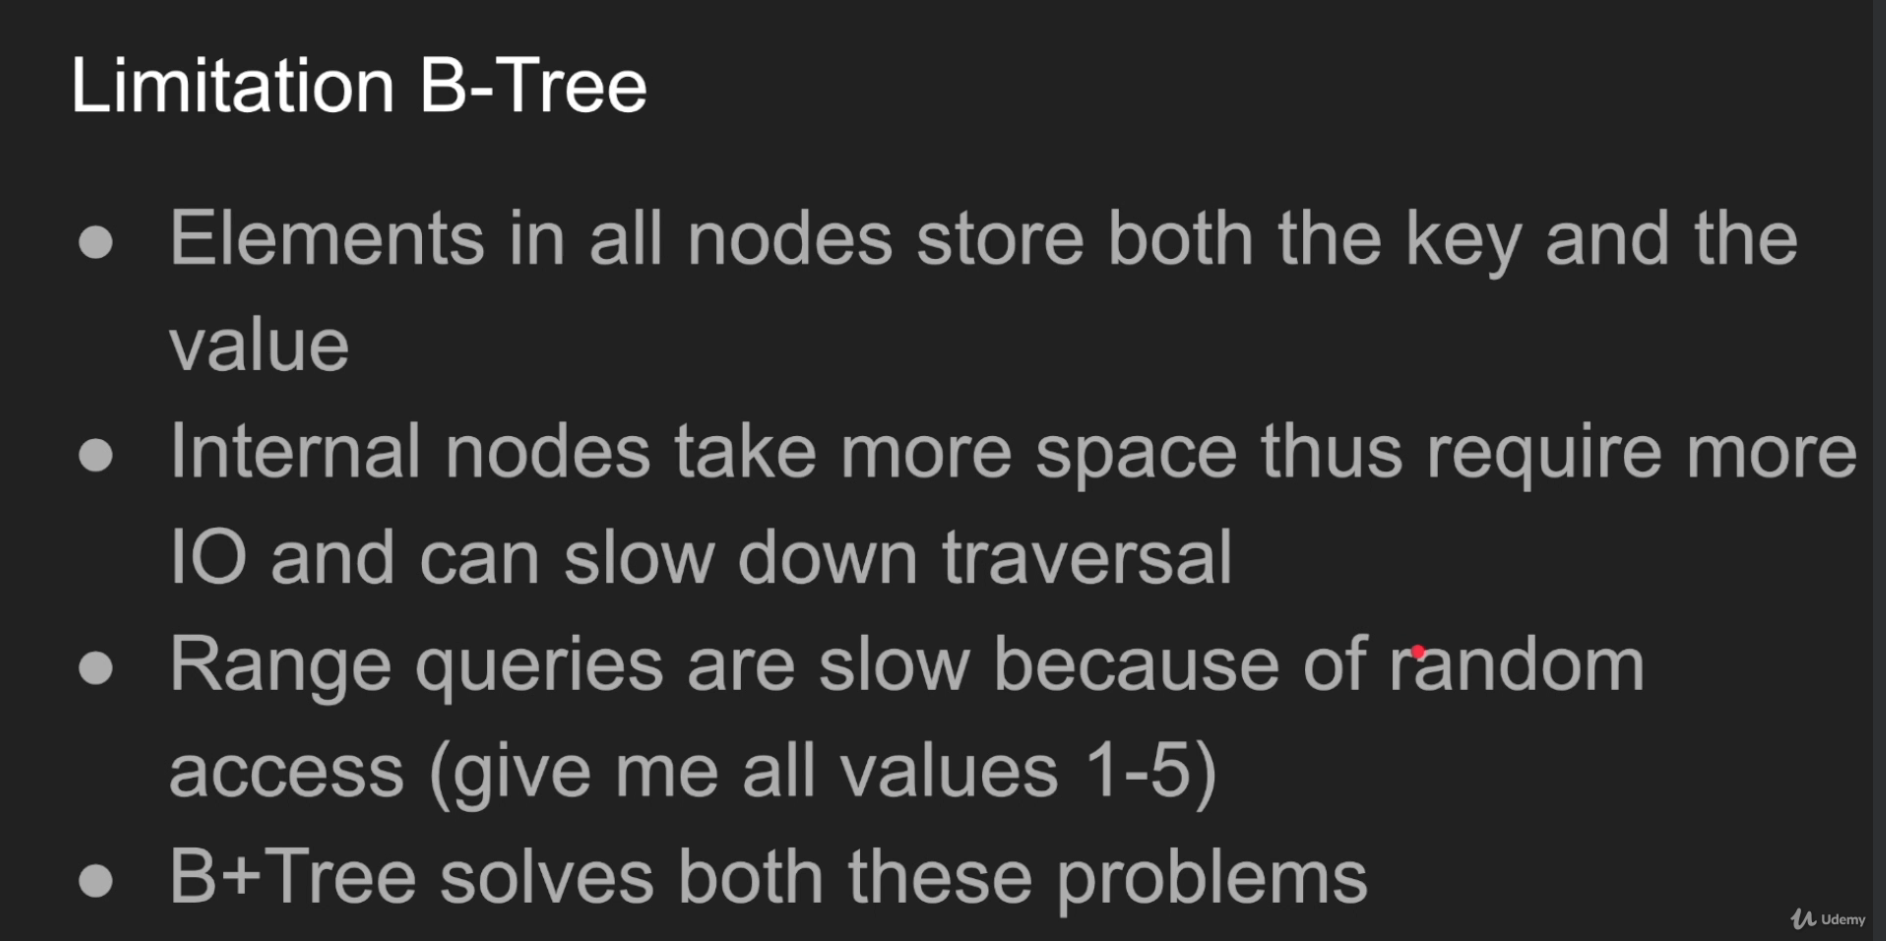 Limitation B-Tree
● Elements in all nodes store both the key and the
value
● Internal nodes take more space thus require more
IO and can slow down traversal
● Range queries are slow because of random
access (give me all values 1-5)
● B+Tree solves both these problems
Udemy